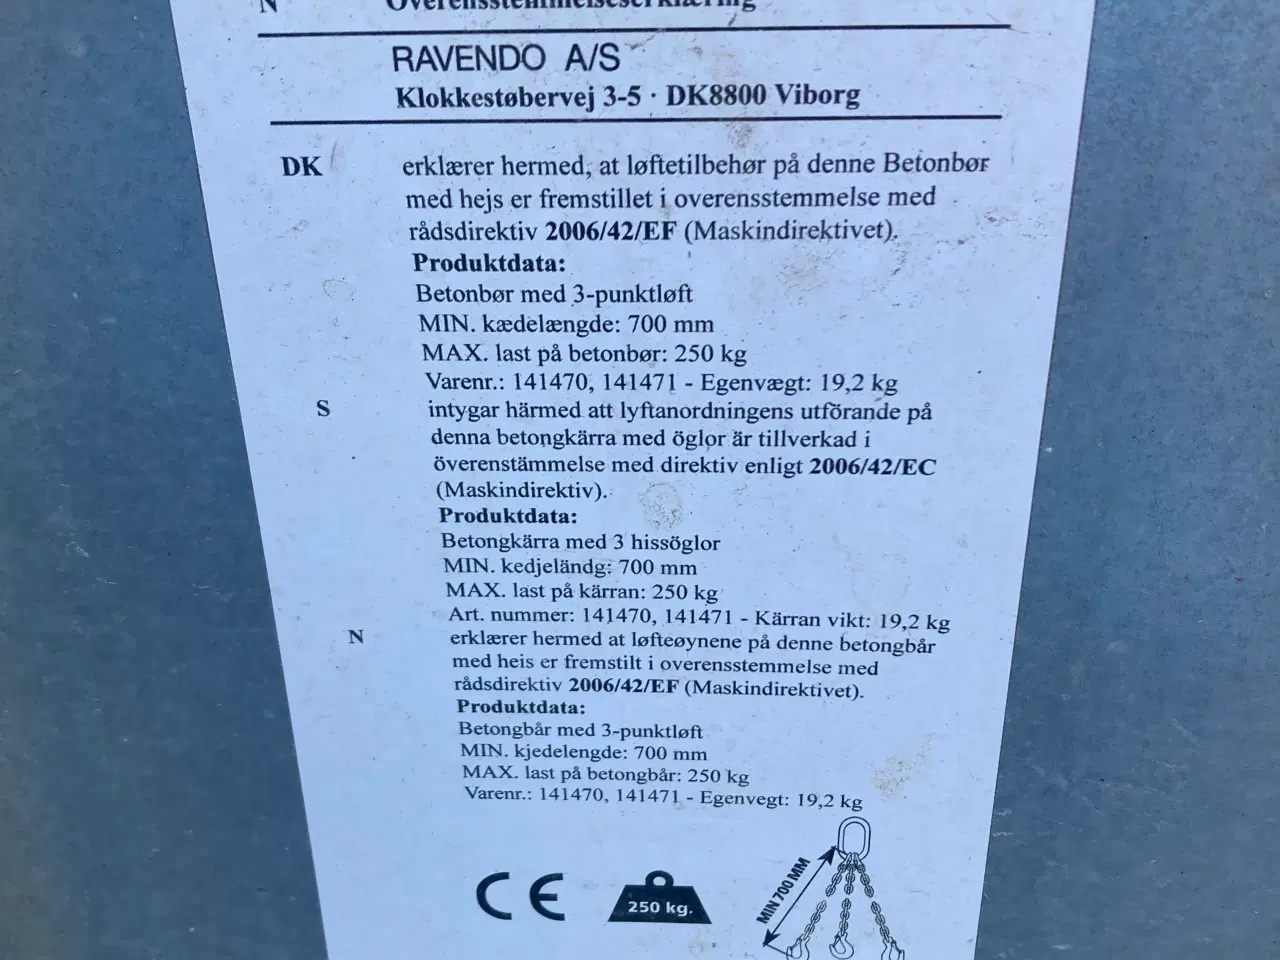 N Overensstemmelseserklæring
RAVENDO A/S
Klokkestøbervej 3-5 · DK8800 Viborg
DK erklærer hermed, at løftetilbehør på denne Betonbør
med hejs er fremstillet i overensstemmelse med
rådsdirektiv 2006/42/EF (Maskindirektivet).
Produktdata:
Betonbør med 3-punktløft
MIN. kædelængde: 700 mm
MAX. last på betonbør: 250 kg
Varenr.: 141470, 141471 - Egenvægt: 19,2 kg
S intygar härmed att lyftanordningens utförande på
denna betongkärra med öglor är tillverkad i
överenstämmelse med direktiv enligt 2006/42/EC
(Maskindirektiv).
Produktdata:
Betongkärra med 3 hissöglor
MIN. kedjeländg: 700 mm
MAX. last på kärran: 250 kg
Art. nummer: 141470, 141471 - Kärran vikt: 19,2 kg
N erklærer hermed at løfteøynene på denne betongbår
med heis er fremstilt i overensstemmelse med
rådsdirektiv 2006/42/EF (Maskindirektivet).
Produktdata:
Betongbår med 3-punktløft
MIN. kjedelengde: 700 mm
MAX. last på betongbår: 250 kg
Varenr.: 141470, 141471 - Egenvegt: 19,2 kg
CE
250 kg.
MIN 700 MM